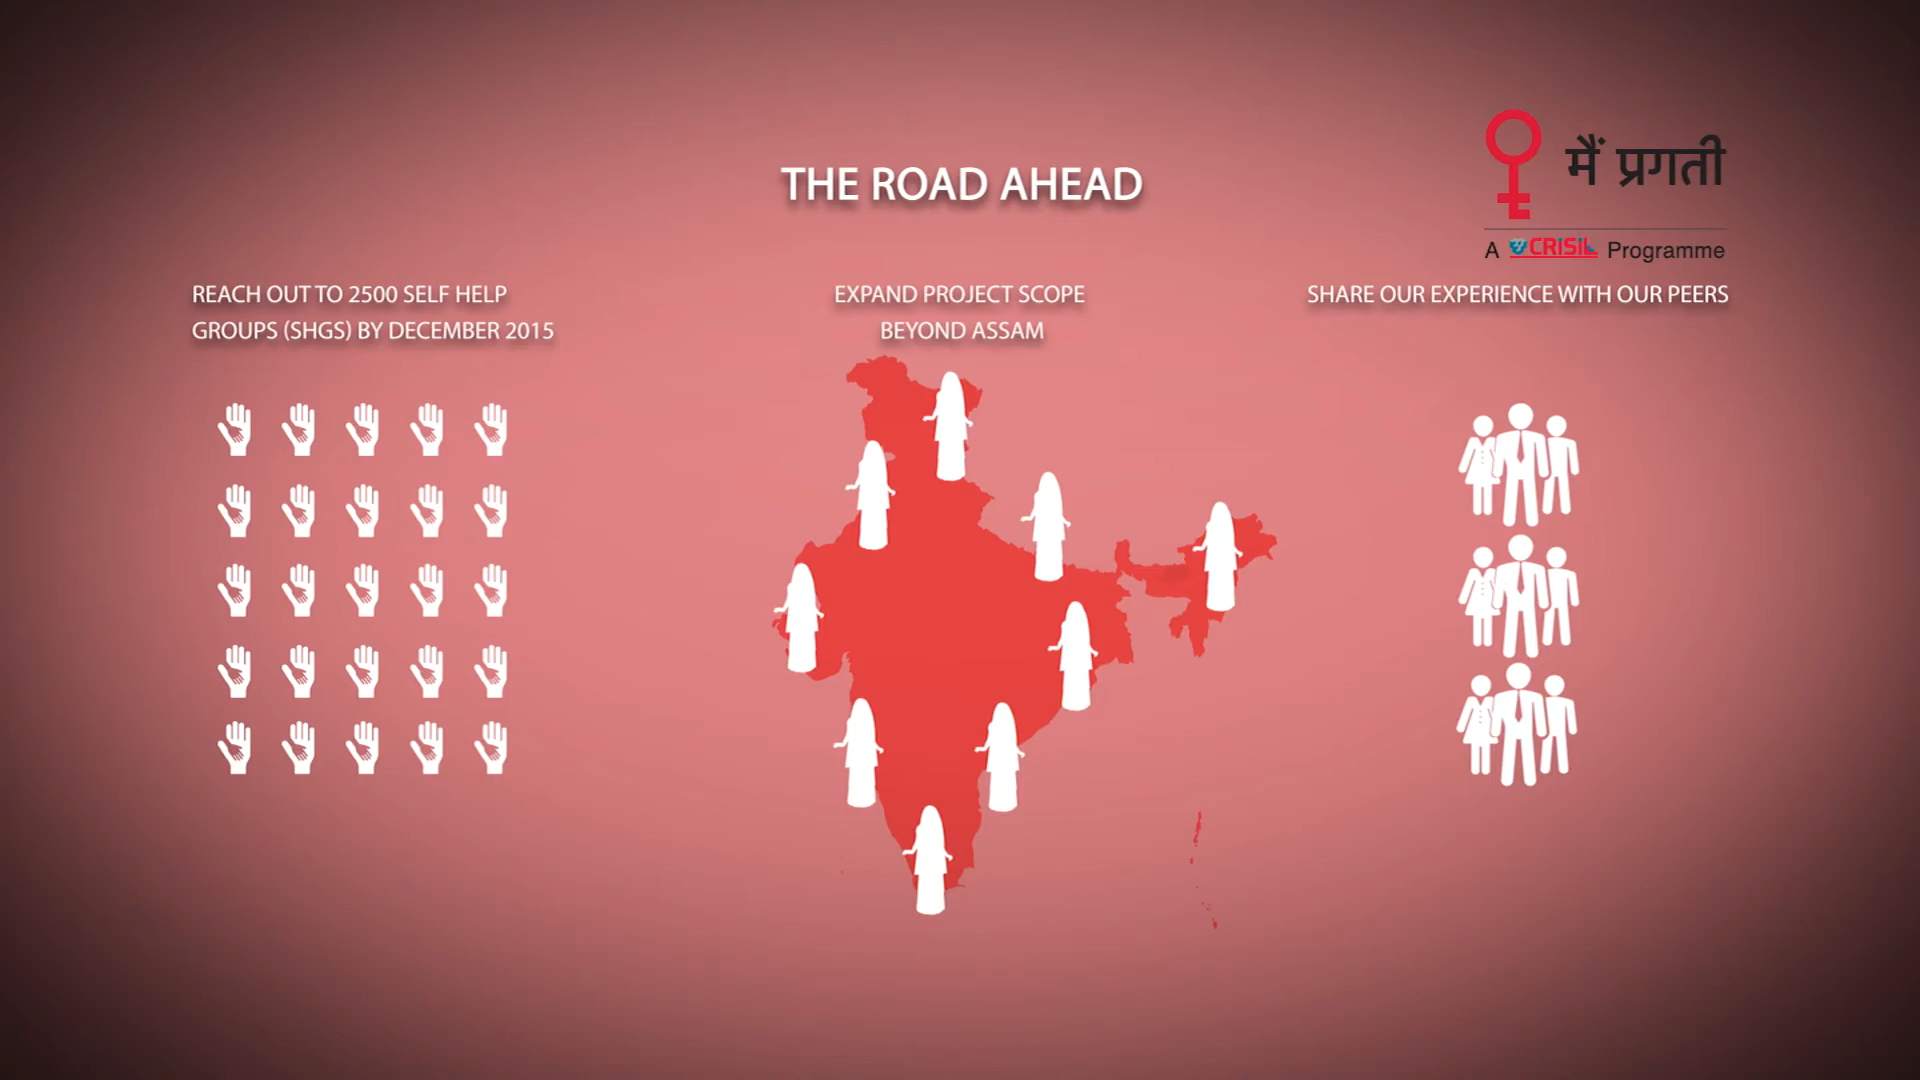 THE ROAD AHEAD
मैं प्रगती
A CRISIL Programme
REACH OUT TO 2500 SELF HELP
GROUPS (SHGS) BY DECEMBER 2015
EXPAND PROJECT SCOPE
BEYOND ASSAM
SHARE OUR EXPERIENCE WITH OUR PEERS